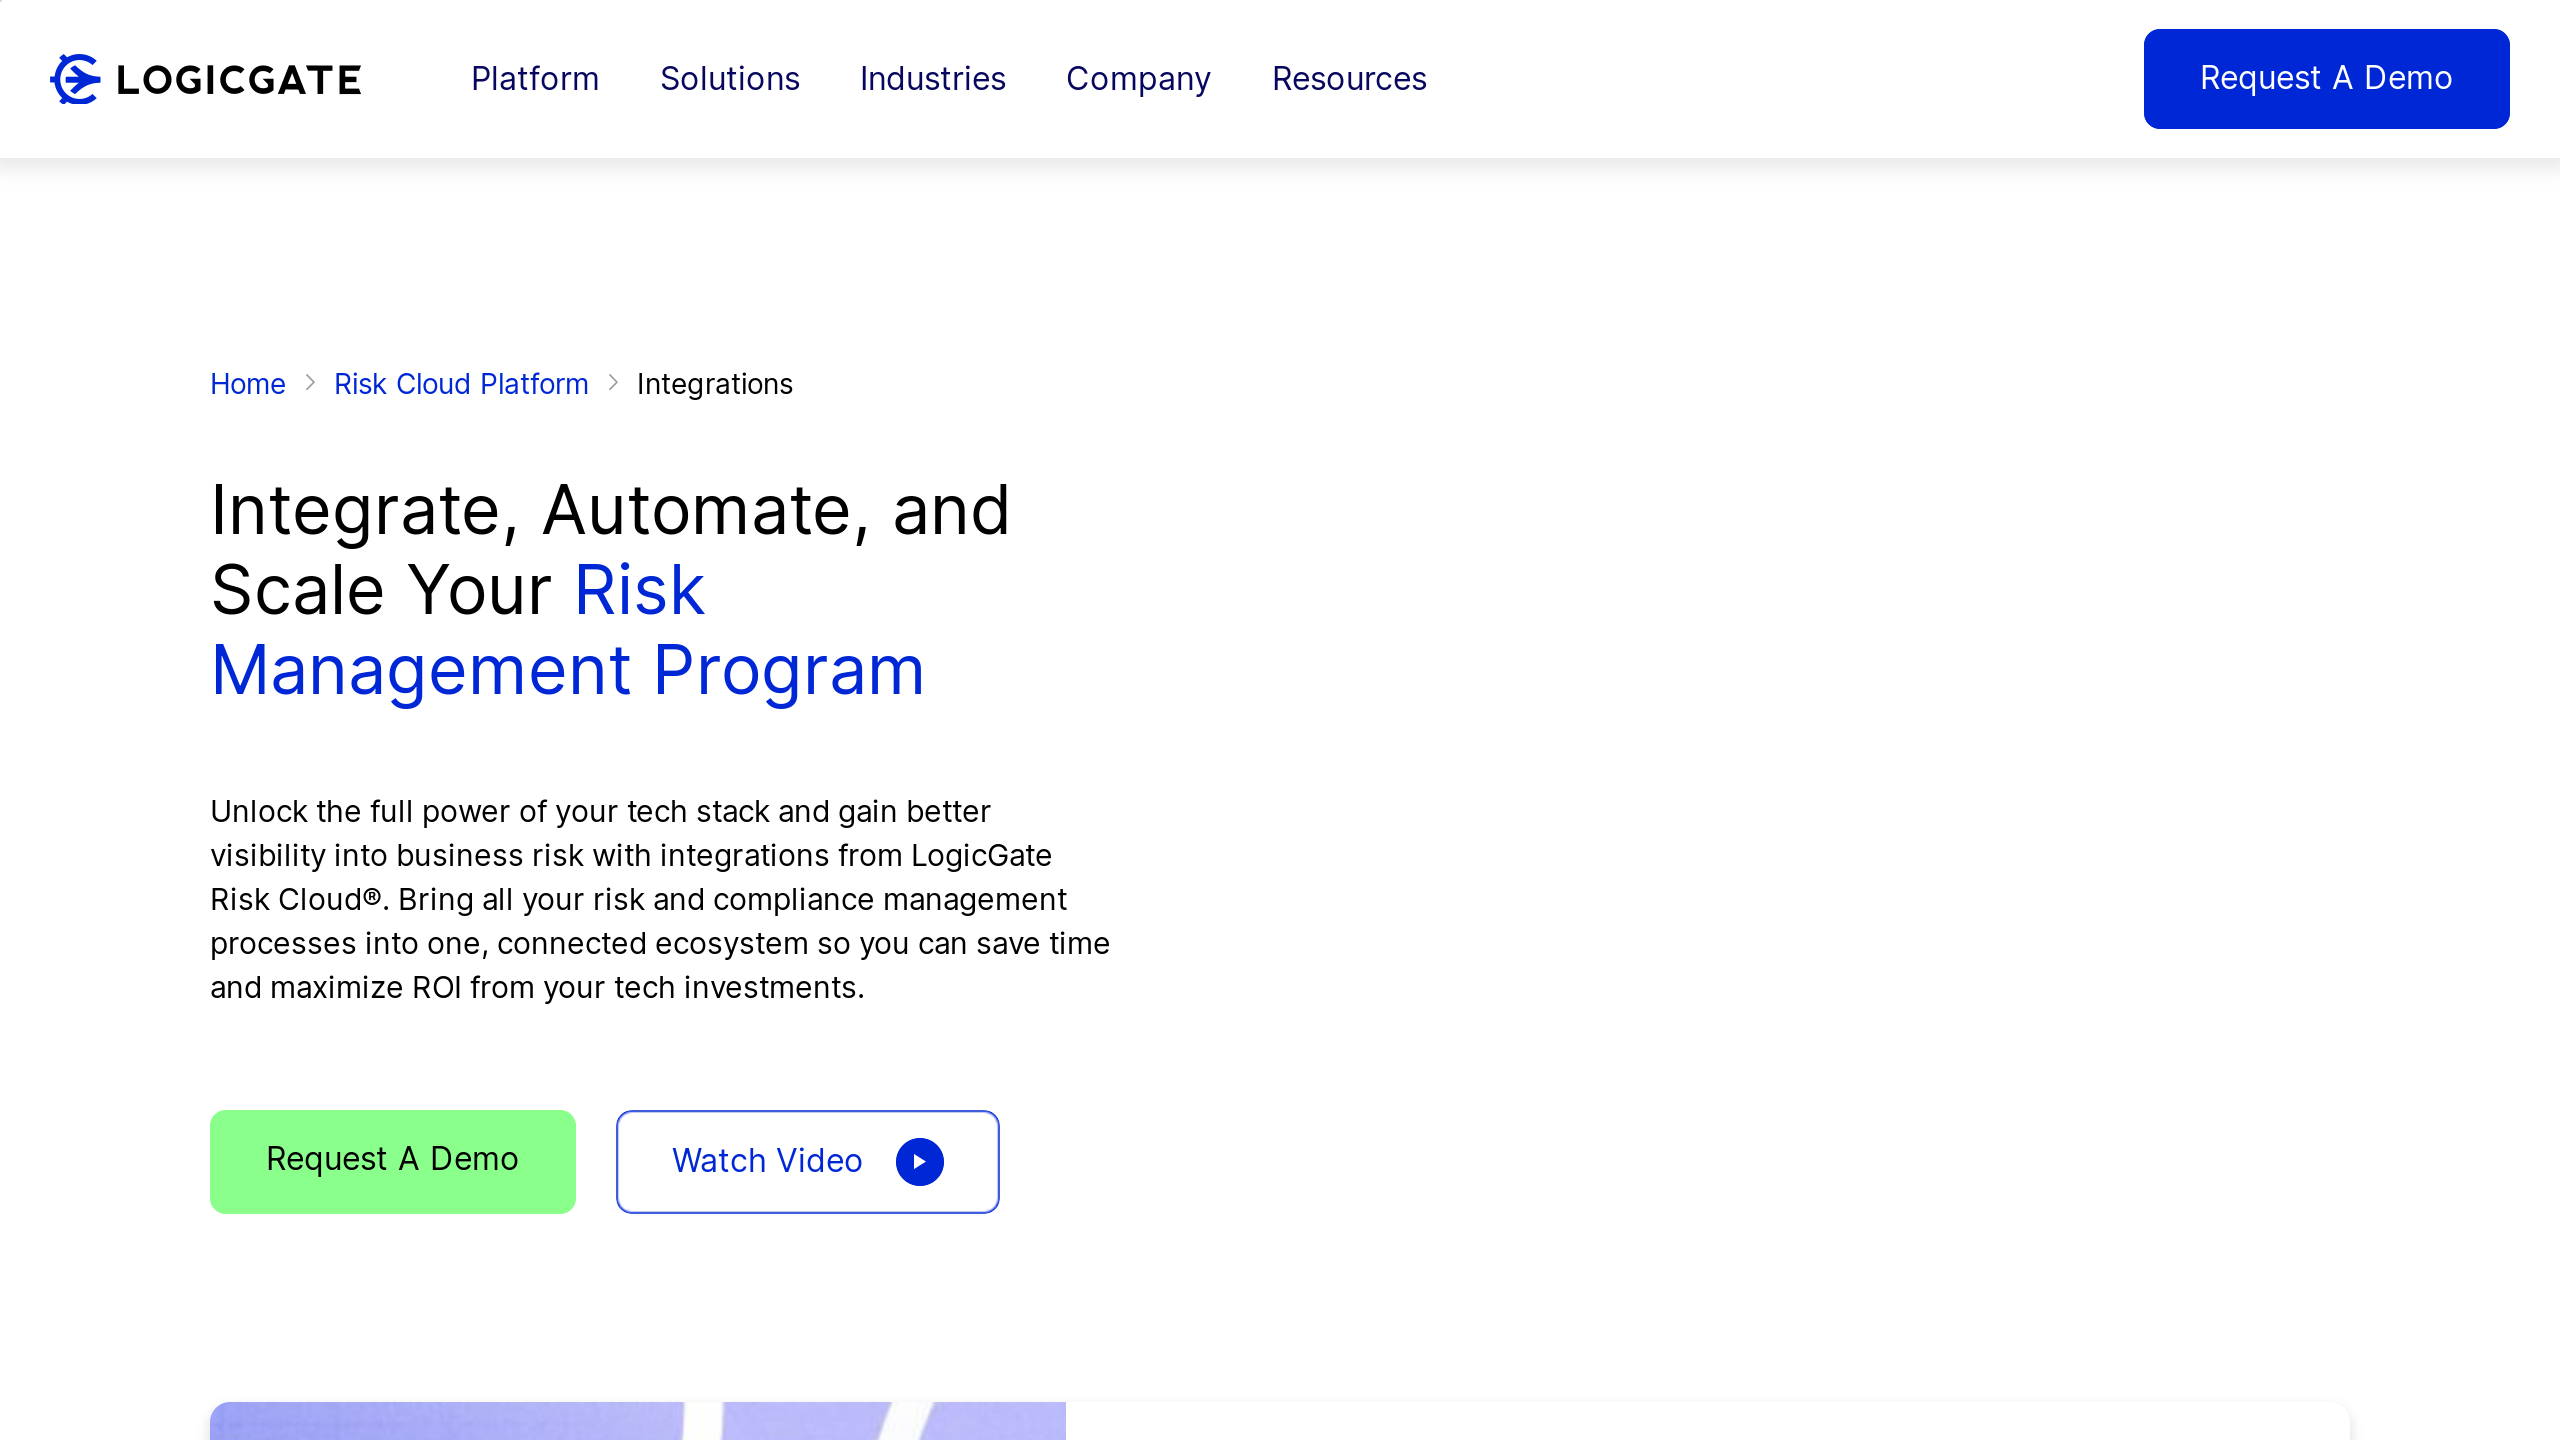 LOGICGATE
Platform
Solutions
Industries
Company
Resources
Request A Demo
Home
Risk Cloud Platform
Integrations
Integrate, Automate, and
Scale Your Risk
Management Program
Unlock the full power of your tech stack and gain better
visibility into business risk with integrations from LogicGate
Risk Cloud®. Bring all your risk and compliance management
processes into one, connected ecosystem so you can save time
and maximize ROI from your tech investments.
Request A Demo
Watch Video